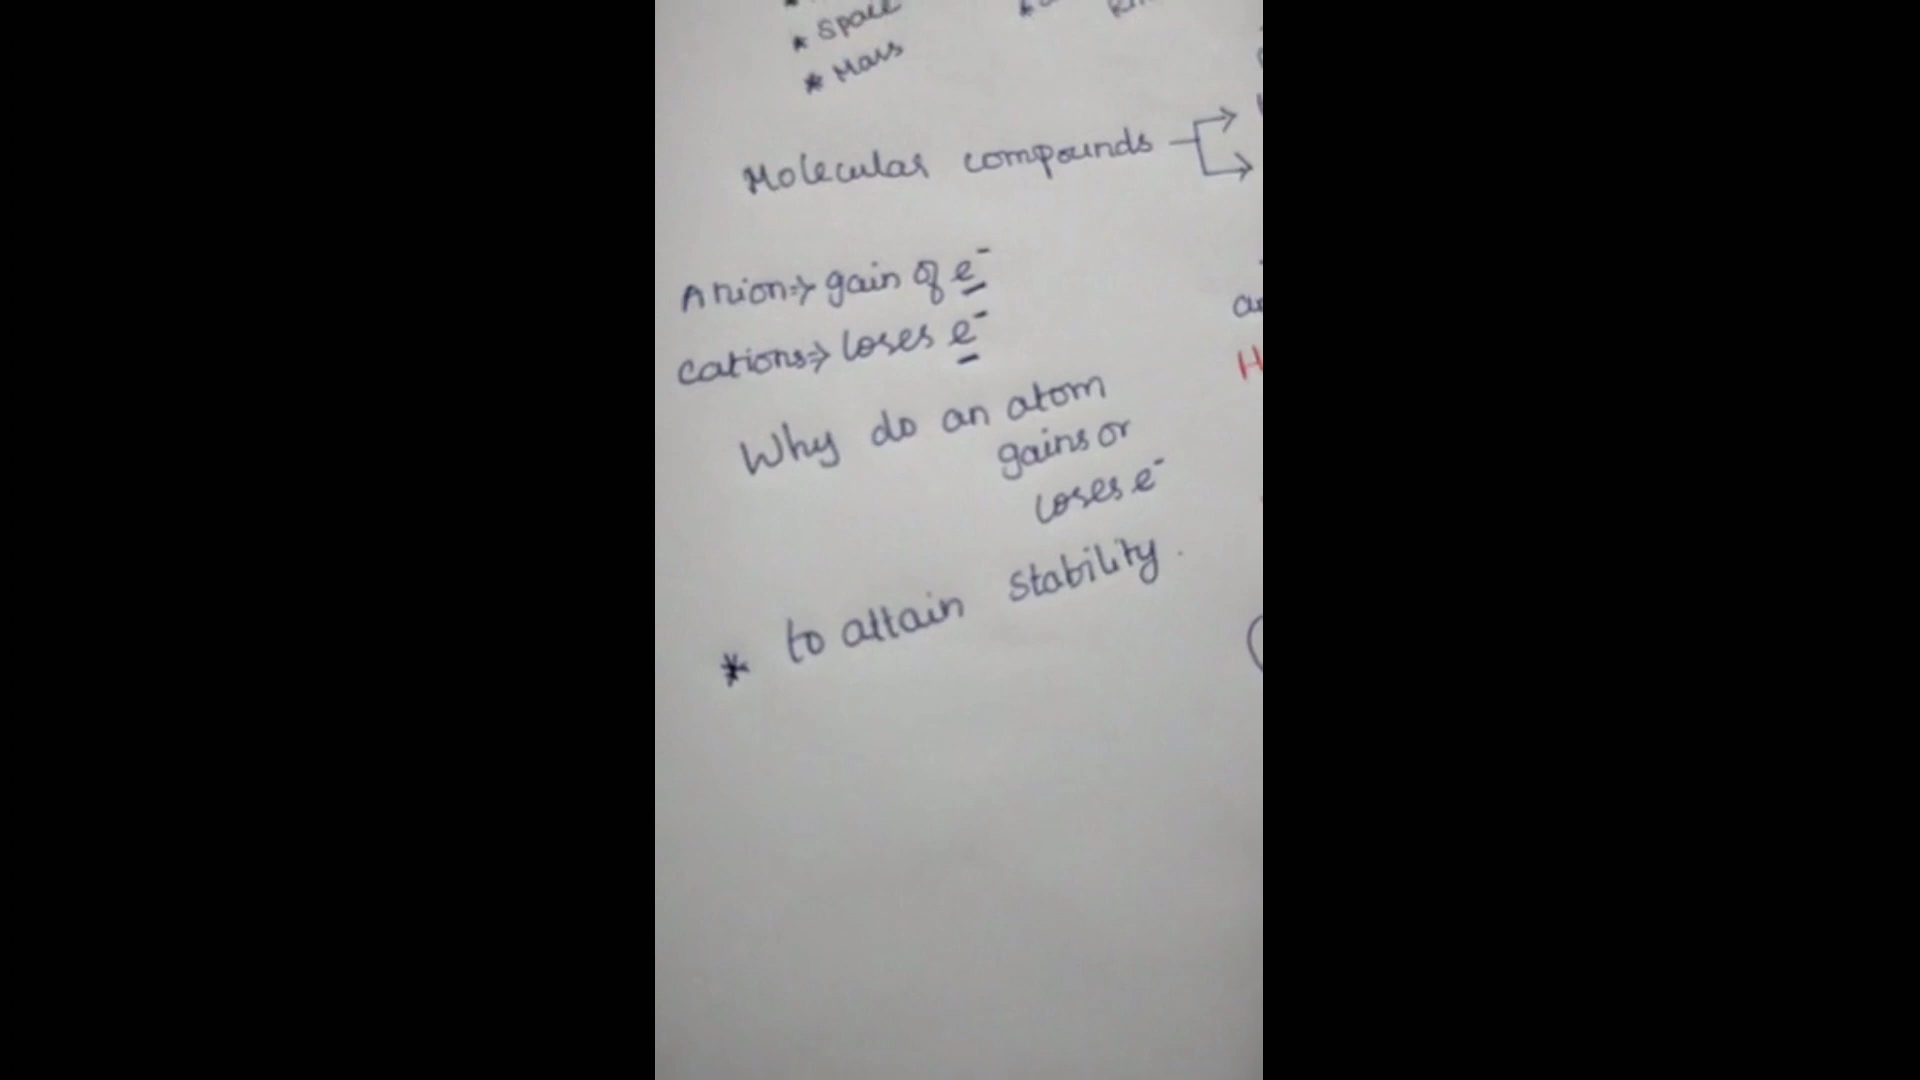 * Space
* Mass
Molecular compounds
Anion => gain of e⁻
Cations => loses e⁻
Why do an atom
gains or
loses e⁻
* to attain stability.